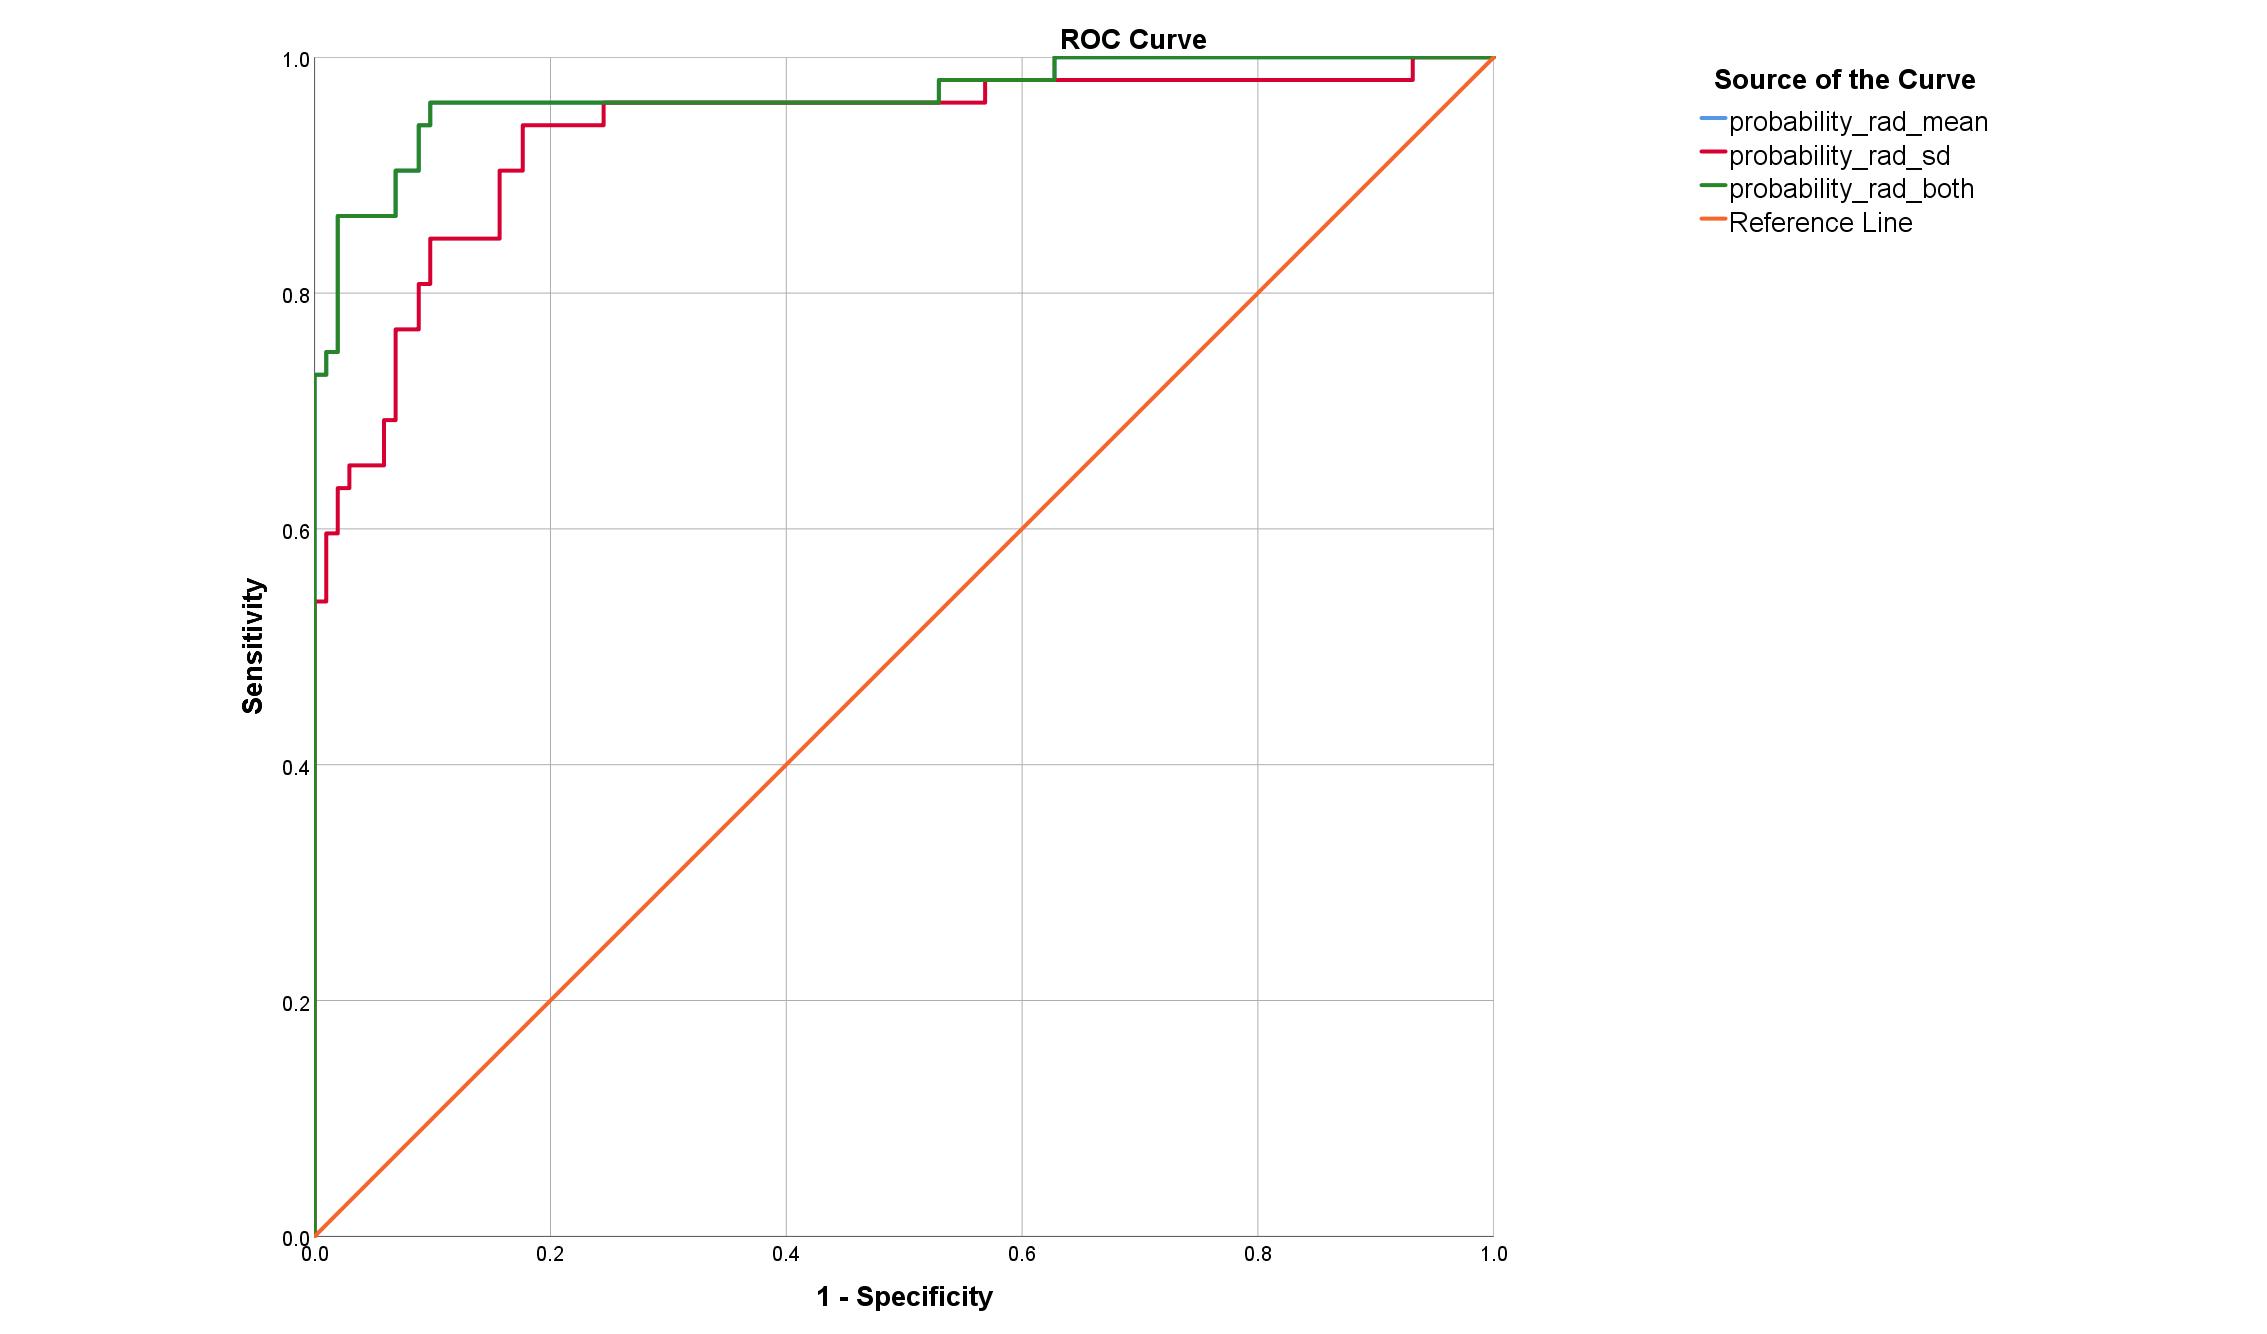 ROC Curve
Source of the Curve
probability_rad_mean
probability_rad_sd
probability_rad_both
Reference Line
Sensitivity
1.0
0.8
0.6
0.4
0.2
0.0
0.0 0.2 0.4 0.6 0.8 1.0
1 - Specificity